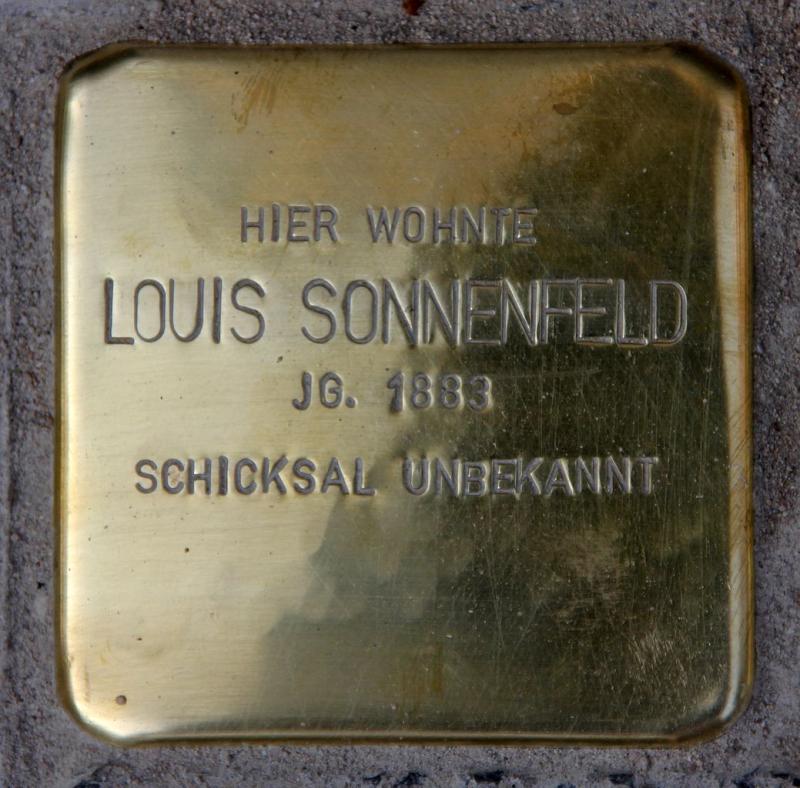 HIER WOHNTE
LOUIS SONNENFELD
JG. 1883
SCHICKSAL UNBEKANNT